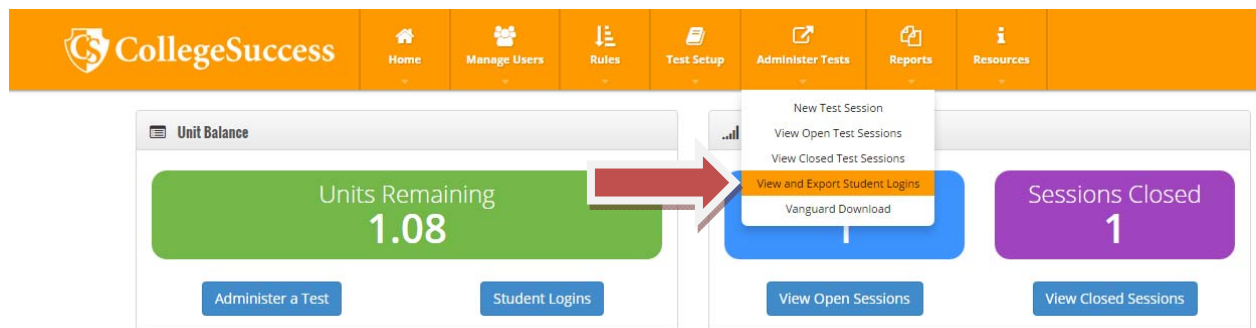 CollegeSuccess
Home
Manage Users
Rules
Test Setup
Administer Tests
Reports
Resources
New Test Session
View Open Test Sessions
View Closed Test Sessions
View and Export Student Logins
Vanguard Download
Unit Balance
Units Remaining
1.08
Administer a Test
Student Logins
1
View Open Sessions
Sessions Closed
1
View Closed Sessions